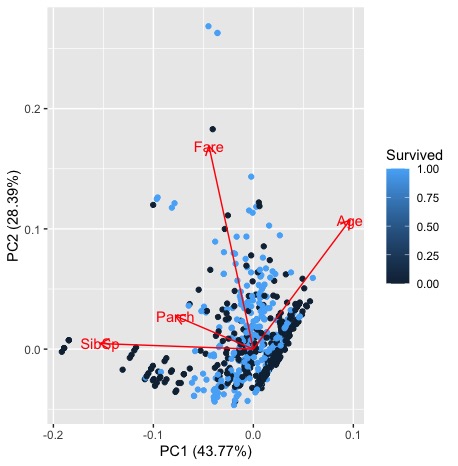 PC2 (28.39%)
0.2
0.1
0.0
Fare
Age
Parch
SibSp
-0.2
-0.1
0.0
0.1
PC1 (43.77%)
Survived
1.00
0.75
0.50
0.25
0.00